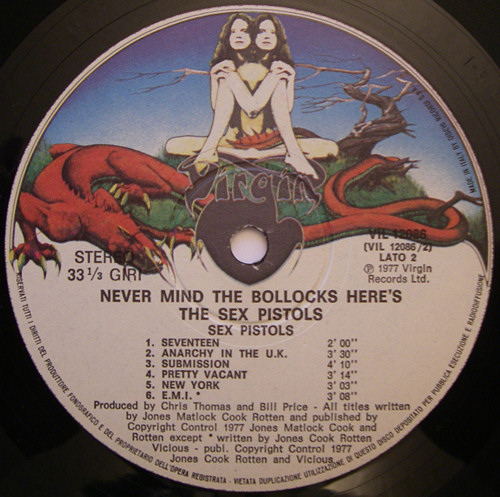 Virgin
STEREO
33 1/3 GIRI
VIL 12086
(VIL 12086/2)
LATO 2
℗ 1977 Virgin
Records Ltd.
NEVER MIND THE BOLLOCKS HERE'S
THE SEX PISTOLS
SEX PISTOLS
1. SEVENTEEN 2' 00''
2. ANARCHY IN THE U.K. 3' 30''
3. SUBMISSION 4' 10''
4. PRETTY VACANT 3' 14''
5. NEW YORK 3' 03''
6. E.M.I. * 3' 08''
Produced by Chris Thomas and Bill Price - All titles written by
Jones Matlock Cook Rotten and published by
Copyright Control 1977 Jones Matlock Cook and
Rotten except * written by Jones Cook Rotten
Vicious - publ. Copyright Control 1977
Jones Cook Rotten and Vicious
RISERVATI TUTTI I DIRITTI DEL PRODUTTORE FONOGRAFICO E DEL PROPRIETARIO DELL'OPERA REGISTRATA - VIETATA DUPLICAZIONE UTILIZZAZIONE DI QUESTO DISCO DEPOSITATO PER PUBBLICA ESECUZIONE E RADIODIFFUSIONE
MADE IN ITALY BY DISCHI RICORDI S.p.A.